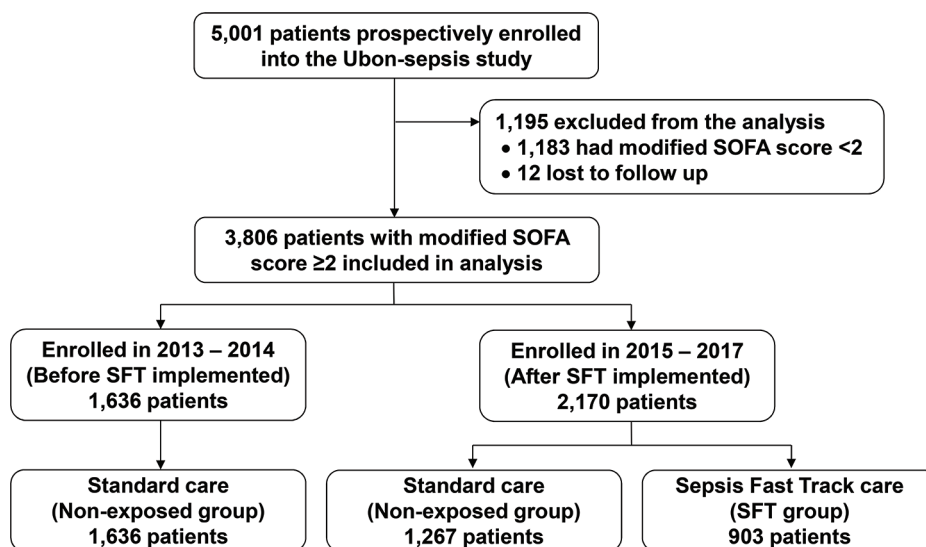 5,001 patients prospectively enrolled
into the Ubon-sepsis study
1,195 excluded from the analysis
• 1,183 had modified SOFA score <2
• 12 lost to follow up
3,806 patients with modified SOFA
score ≥2 included in analysis
Enrolled in 2013 – 2014
(Before SFT implemented)
1,636 patients
Enrolled in 2015 – 2017
(After SFT implemented)
2,170 patients
Standard care
(Non-exposed group)
1,636 patients
Standard care
(Non-exposed group)
1,267 patients
Sepsis Fast Track care
(SFT group)
903 patients